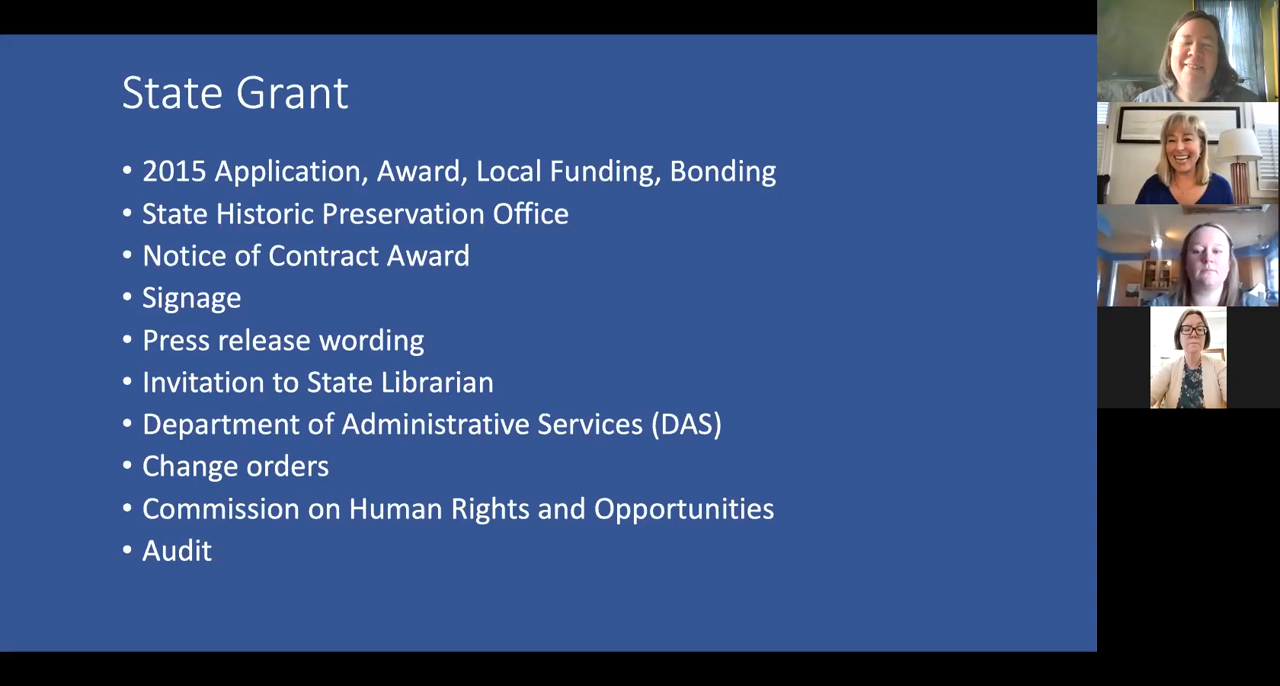 State Grant
• 2015 Application, Award, Local Funding, Bonding
• State Historic Preservation Office
• Notice of Contract Award
• Signage
• Press release wording
• Invitation to State Librarian
• Department of Administrative Services (DAS)
• Change orders
• Commission on Human Rights and Opportunities
• Audit